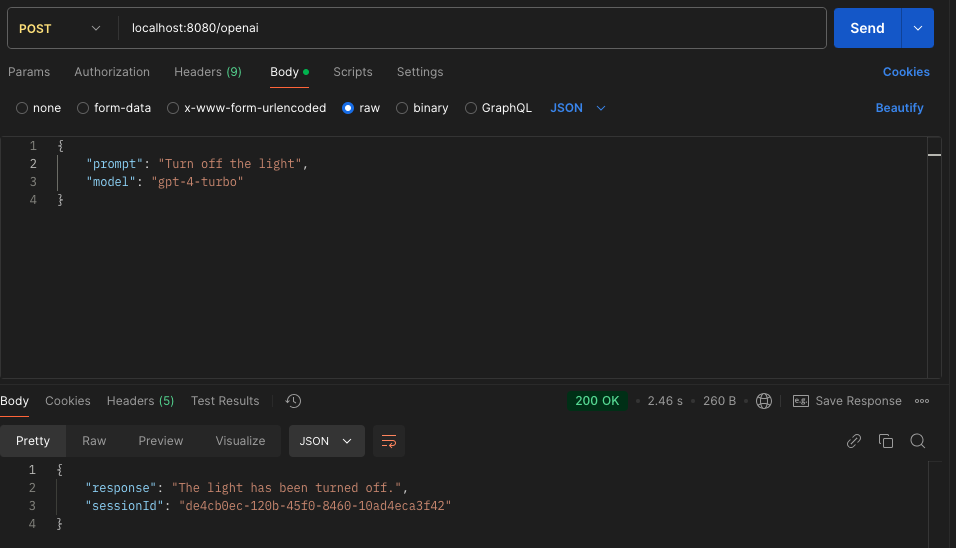 POST localhost:8080/openai Send
Params Authorization Headers (9) Body Scripts Settings Cookies
none form-data x-www-form-urlencoded raw binary GraphQL JSON Beautify
1 {
2 "prompt": "Turn off the light",
3 "model": "gpt-4-turbo"
4 }
Body Cookies Headers (5) Test Results 200 OK 2.46 s 260 B e.g. Save Response
Pretty Raw Preview Visualize JSON
1 {
2 "response": "The light has been turned off.",
3 "sessionId": "de4cb0ec-120b-45f0-8460-10ad4eca3f42"
4 }